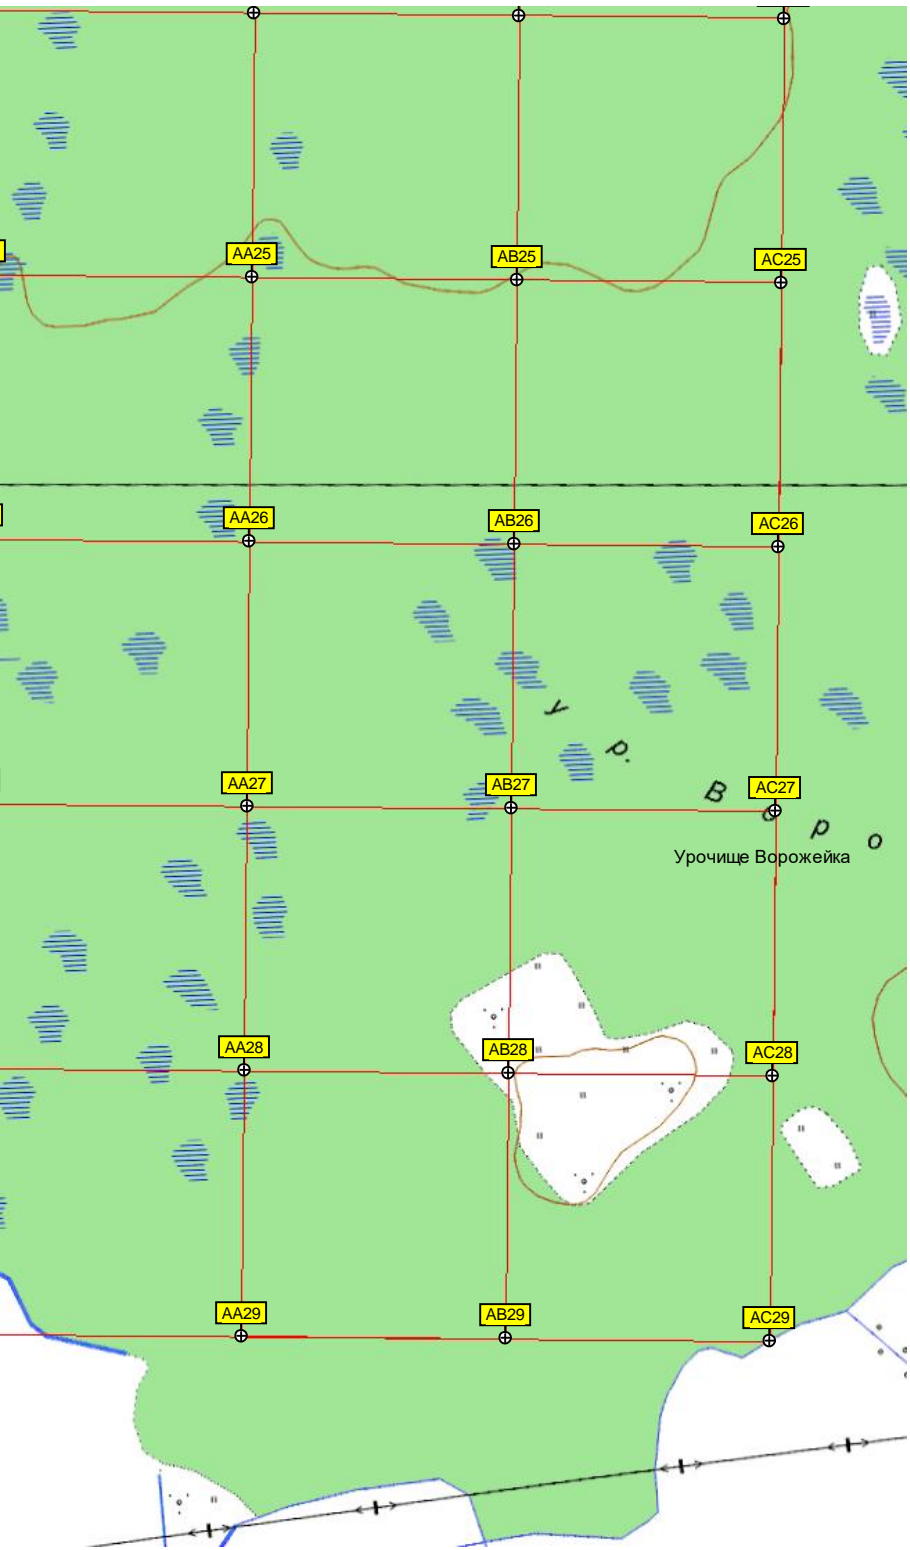 AA25
AB25
AC25
AA26
AB26
AC26
у р. В о р о
AA27
AB27
AC27
Урочище Ворожейка
AA28
AB28
AC28
AA29
AB29
AC29